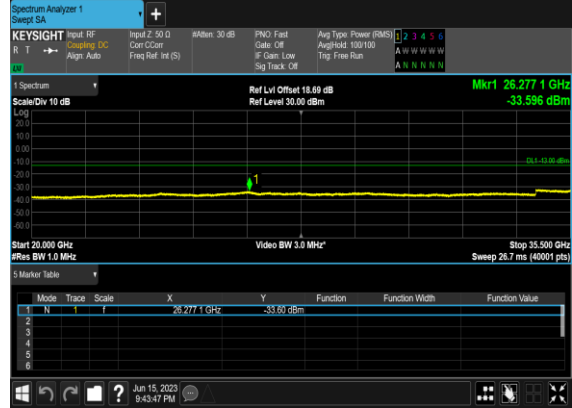 Spectrum Analyzer 1
Swept SA
+
KEYSIGHT Input: RF Input Z: 50 Ω #Atten: 30 dB PNO: Fast Avg Type: Power (RMS) 1 2 3 4 5 6
R T Coupling: DC Corr CCorr Gate: Off Avg|Hold: 100/100 A W W W W W
Align: Auto Freq Ref: Int (S) IF Gain: Low Trig: Free Run
Sig Track: Off A N N N N N
1 Spectrum
Ref Lvl Offset 18.69 dB Mkr1 26.277 1 GHz
Scale/Div 10 dB Ref Level 30.00 dBm -33.596 dBm
Log
20.0
10.0
0.00
-10.0
DL1 -13.00 dBm
-20.0
1
-30.0
-40.0
-50.0
-60.0
Start 20.000 GHz Video BW 3.0 MHz* Stop 35.500 GHz
#Res BW 1.0 MHz Sweep 26.7 ms (40001 pts)
5 Marker Table
Mode Trace Scale X Y Function Function Width Function Value
1 N 1 f 26.277 1 GHz -33.60 dBm
2
3
4
5
6
? Jun 15, 2023
9:43:47 PM